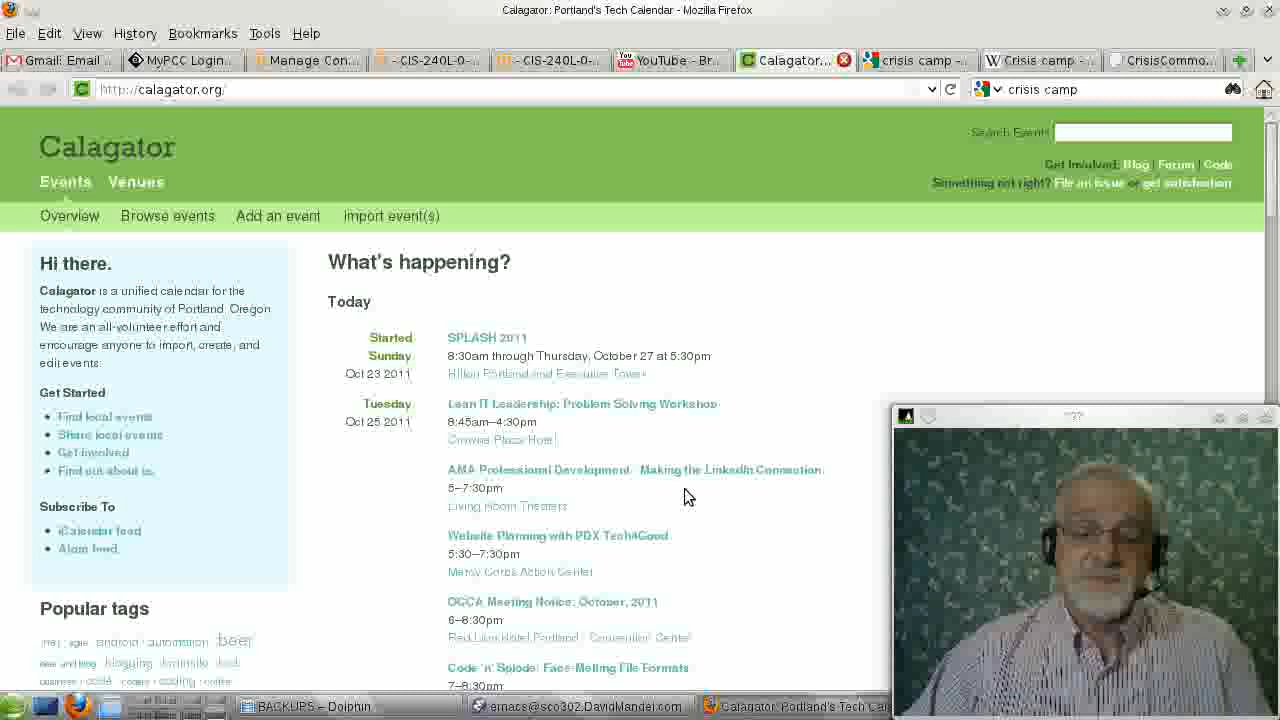 Calagator: Portland's Tech Calendar - Mozilla Firefox
File Edit View History Bookmarks Tools Help
Gmail: Email ... MyPCC Login... Manage Con... - CIS-240L-0-... - CIS-240L-0-... YouTube - Br... Calagator... crisis camp -... Crisis camp -... CrisisCommo...
http://calagator.org/ crisis camp
Calagator
Search Events
Get Involved: Blog | Forum | Code
Events Venues
Something not right? File an issue or get satisfaction
Overview Browse events Add an event Import event(s)
Hi there.
Calagator is a unified calendar for the
technology community of Portland, Oregon.
We are an all-volunteer effort and
encourage anyone to import, create, and
edit events.
Get Started
Find local events
Share local events
Get involved
Find out about us
Subscribe To
iCalendar feed
Atom feed
Popular tags
agile android automation beer
blogging
business code coders coding
What's happening?
Today
Started SPLASH 2011
Sunday 8:30am through Thursday, October 27 at 5:30pm
Oct 23 2011 Hilton Portland and Executive Tower
Tuesday Lean IT Leadership: Problem Solving Workshop
Oct 25 2011 8:45am–4:30pm
Crowne Plaza Hotel
AMA Professional Development - Making the LinkedIn Connection
5–7:30pm
Living Room Theaters
Website Planning with PDX Tech4Good
5:30–7:30pm
Mercy Corps Action Center
OCCA Meeting Notice: October, 2011
6–8:30pm
Red Lion Hotel Portland - Convention Center
Code 'n' Splode: Face-Melting File Formats
7–8:30pm
"??
BACKUPS – Dolphin emacs@sco302.DavidMandel.com Calagator: Portland's Tech Cal